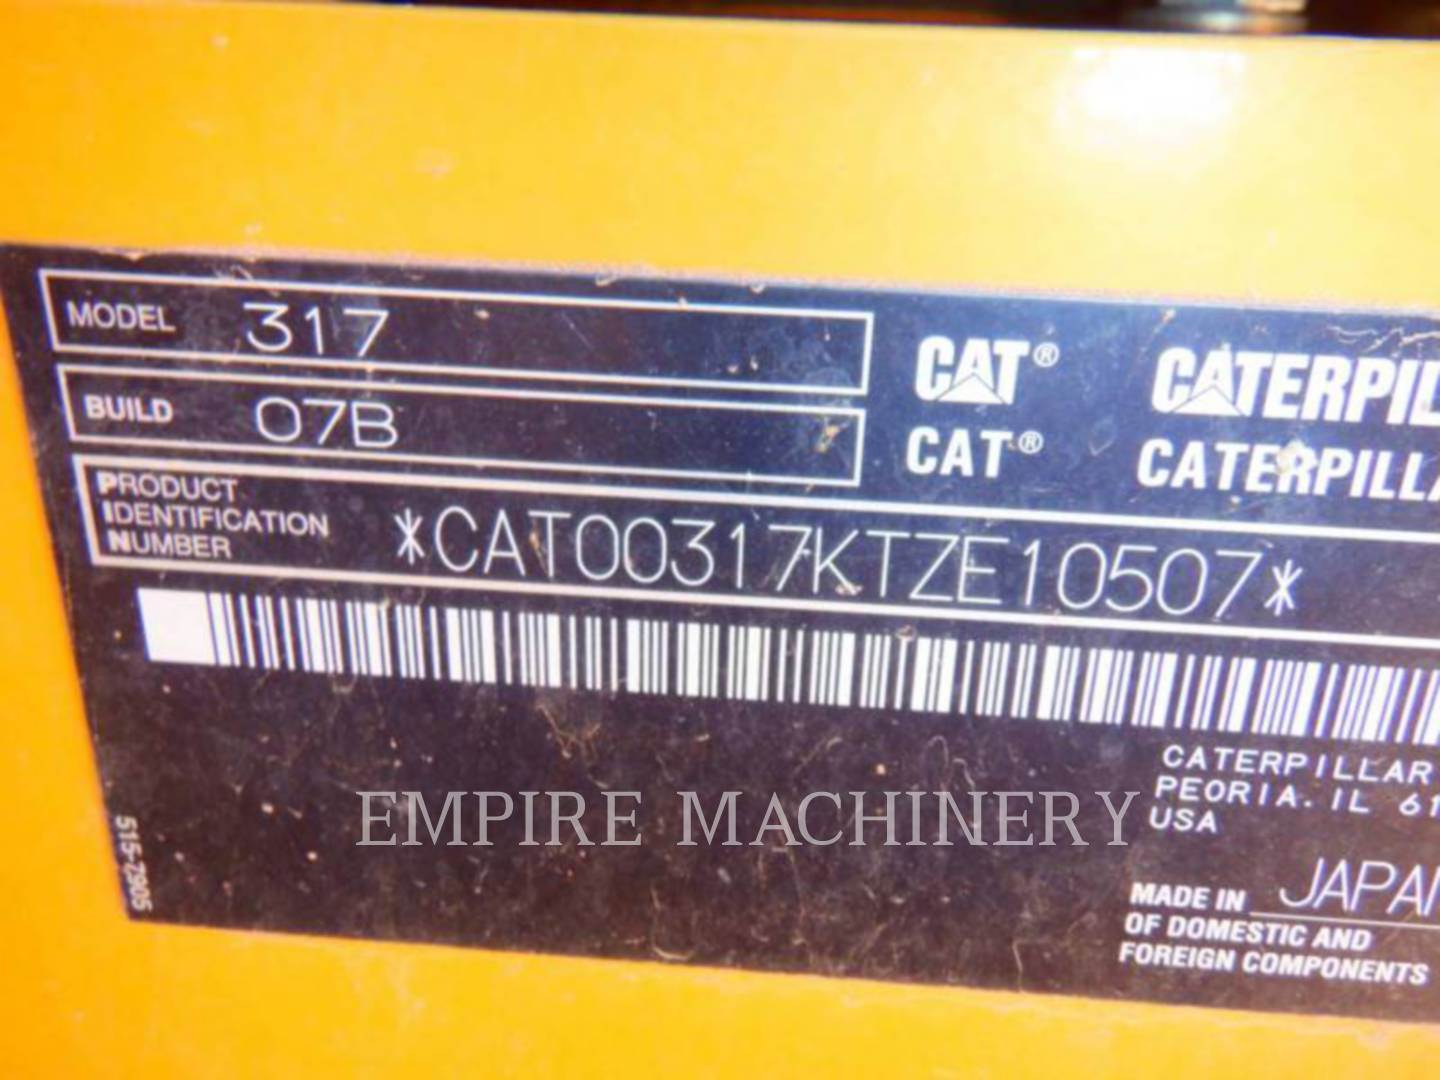 MODEL 317
BUILD 07B
CAT® CATERPIL
CAT® CATERPILLA
PRODUCT
IDENTIFICATION
NUMBER
*CAT00317KTZE10507*
CATERPILLAR
PEORIA. IL 61
USA
EMPIRE MACHINERY
515-7905
MADE IN JAPAN
OF DOMESTIC AND
FOREIGN COMPONENTS